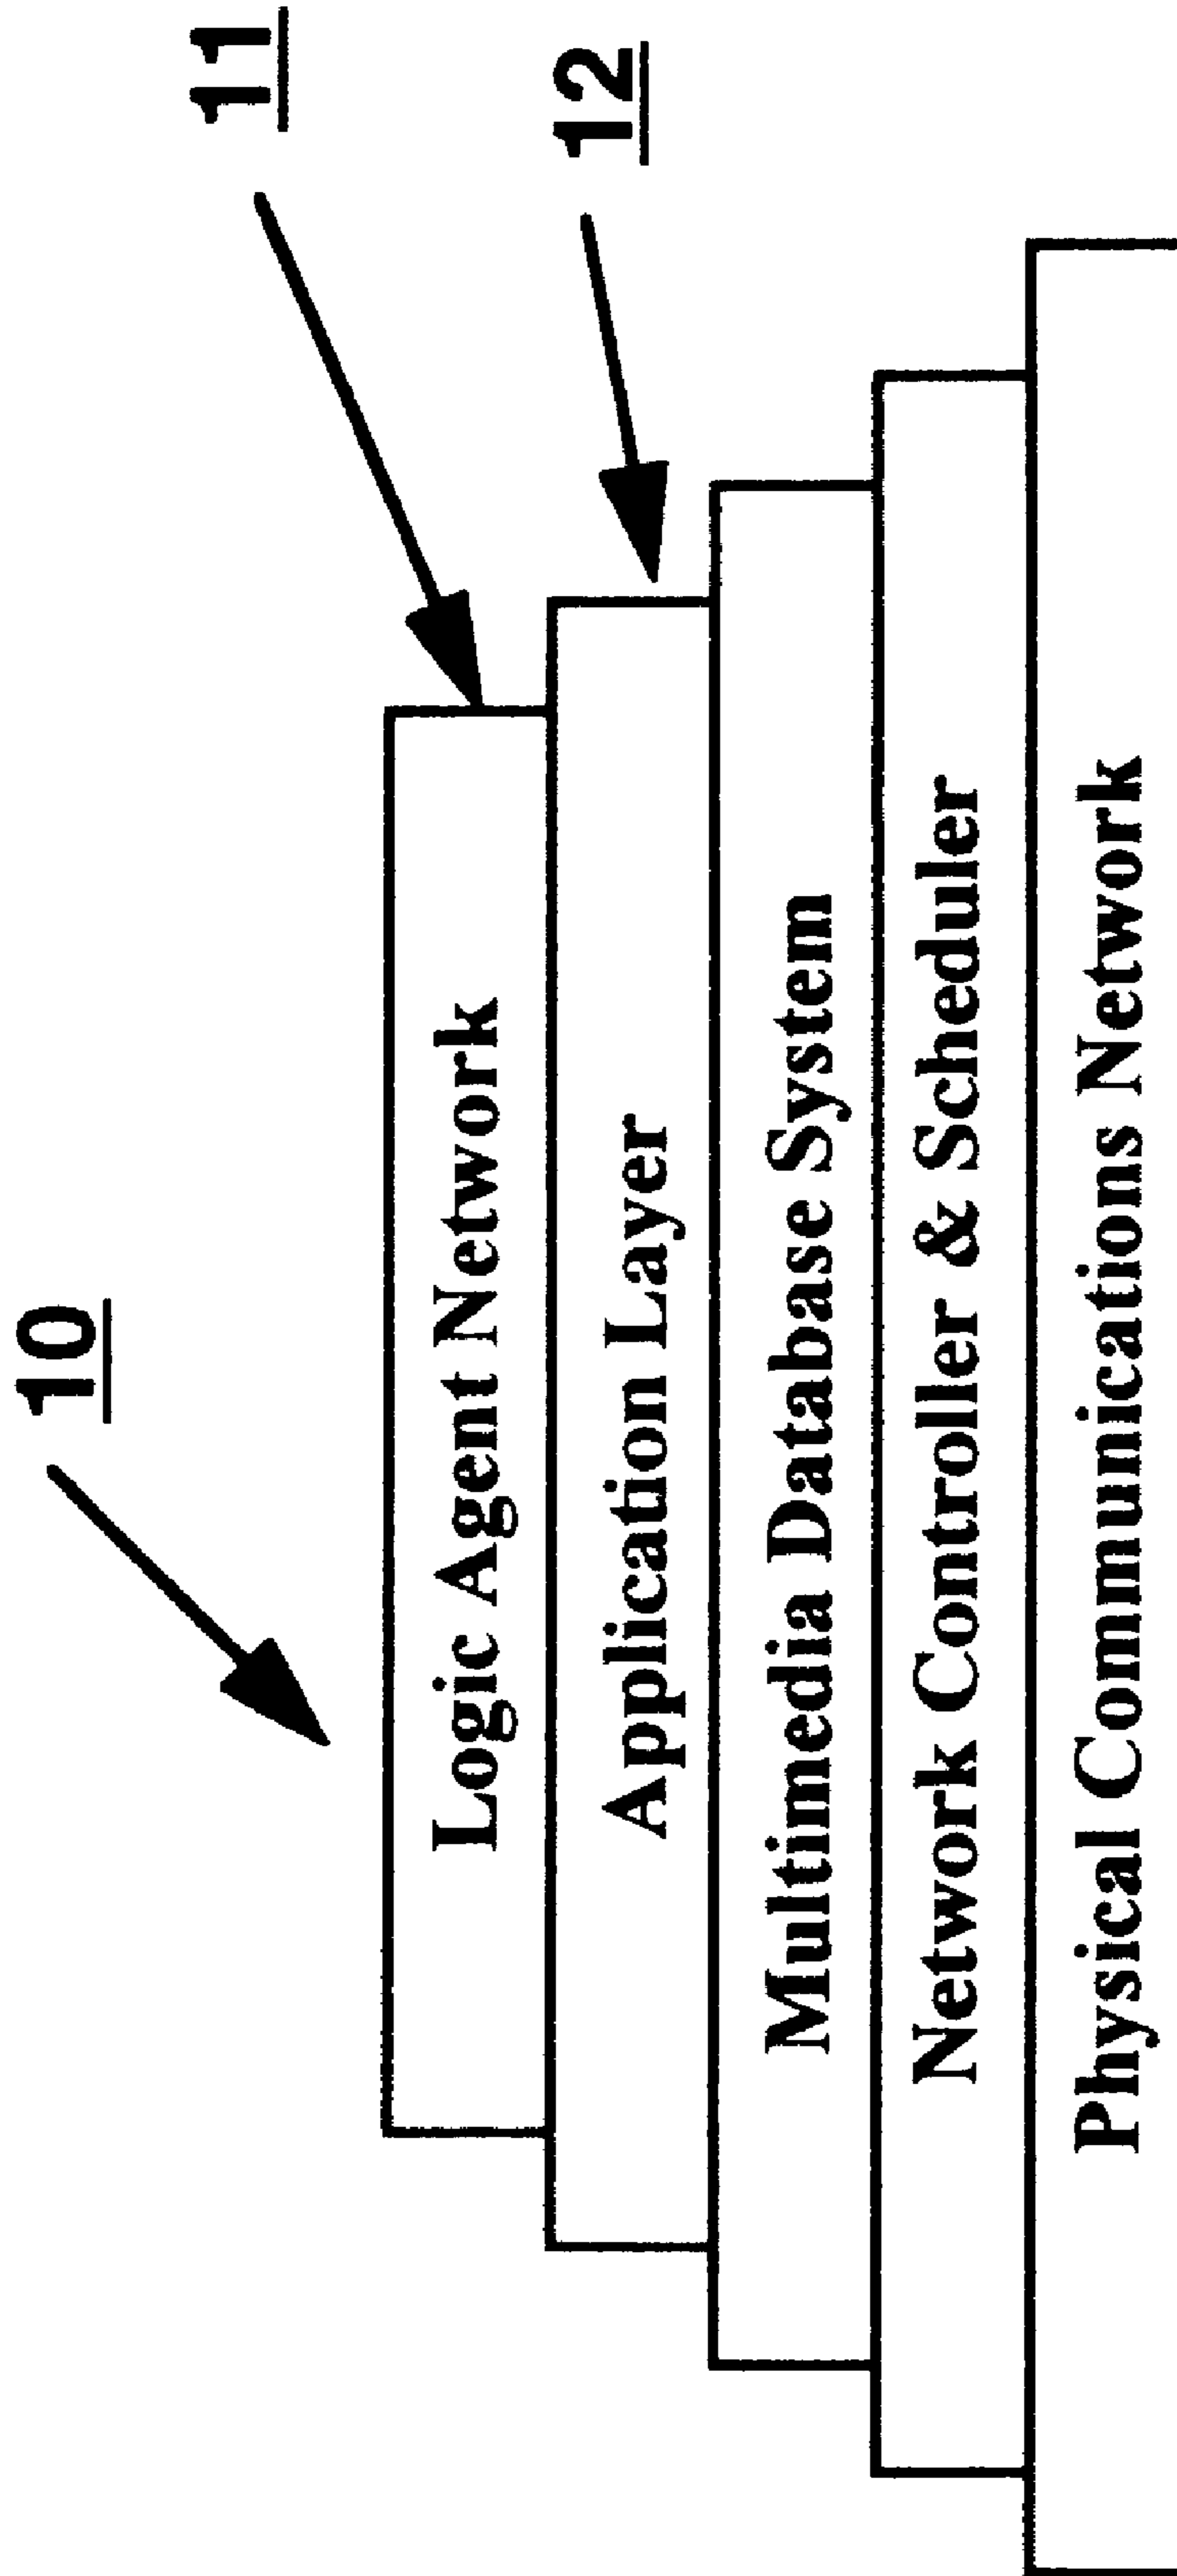 10
11
12
Logic Agent Network
Application Layer
Multimedia Database System
Network Controller & Scheduler
Physical Communications Network